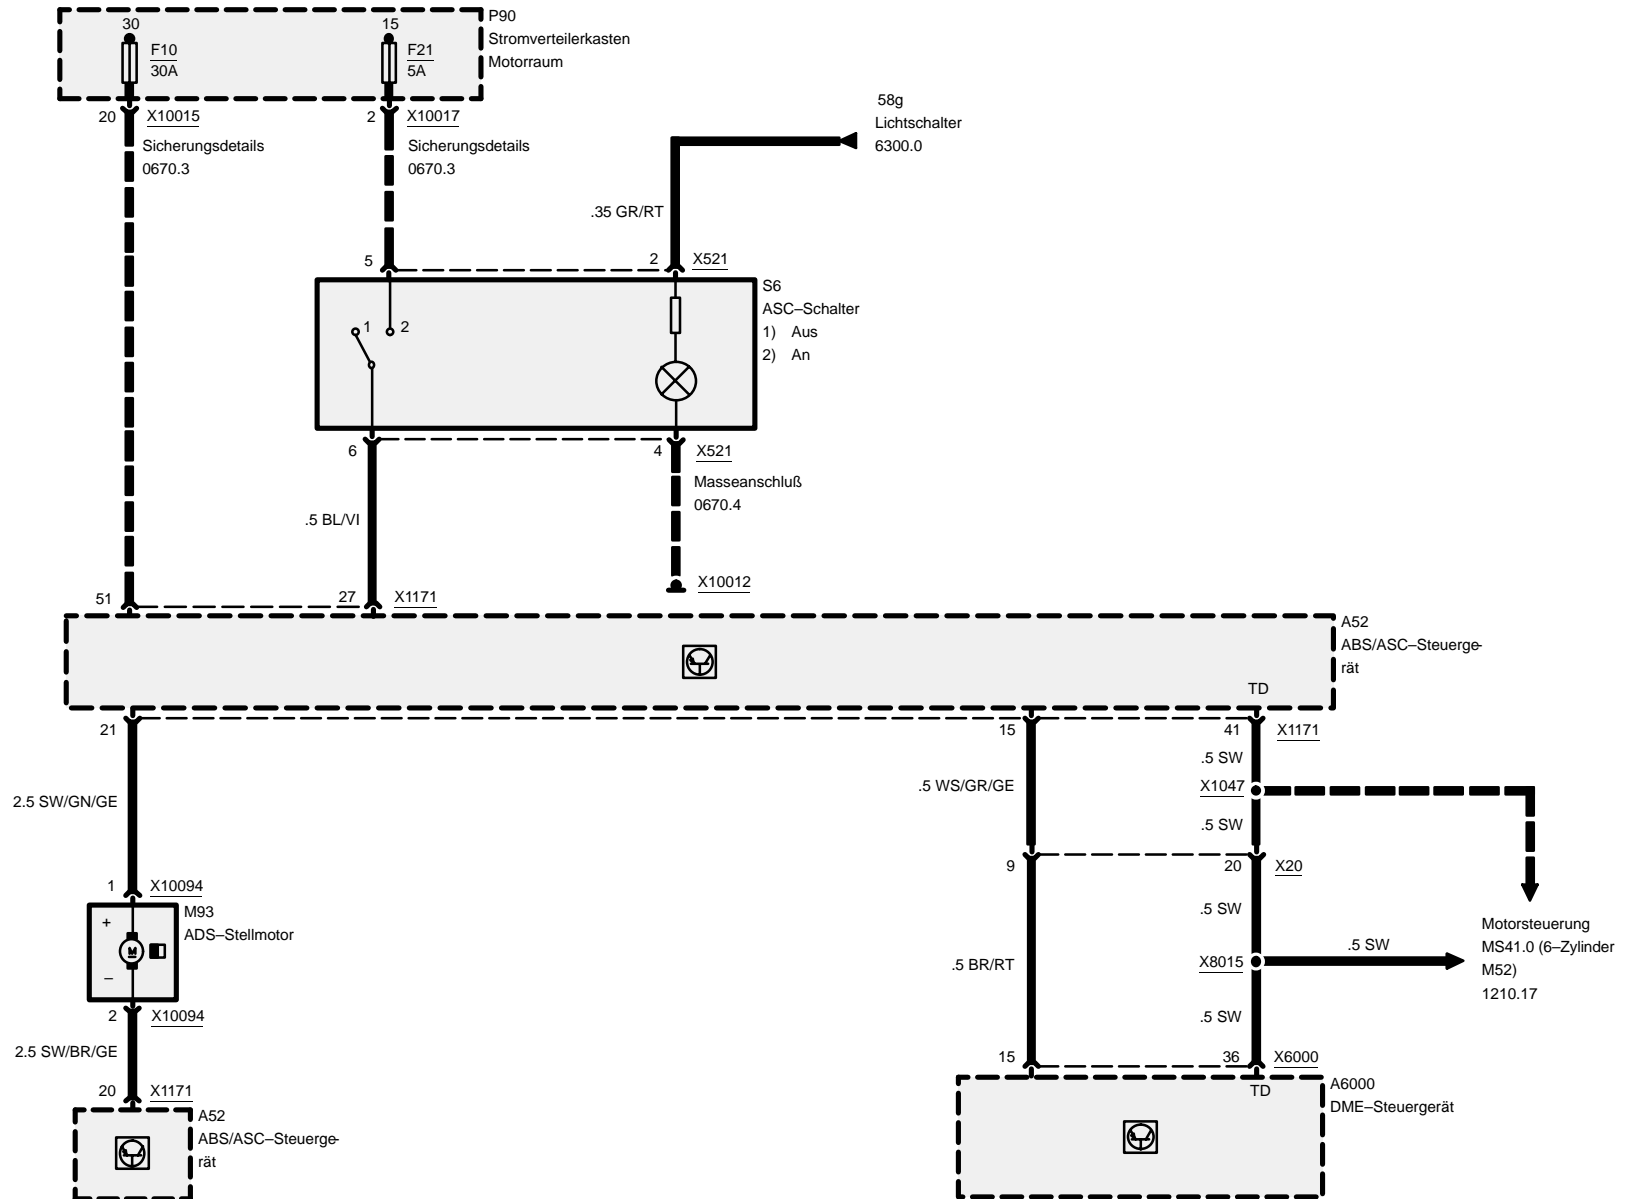 P90
Stromverteilerkasten
Motorraum
30
F10
30A
15
F21
5A
20
X10015
Sicherungsdetails
0670.3
2
X10017
Sicherungsdetails
0670.3
58g
Lichtschalter
6300.0
.35 GR/RT
5
2
X521
S6
ASC–Schalter
1) Aus
2) An
1
2
6
4
X521
Masseanschluß
0670.4
.5 BL/VI
X10012
51
27
X1171
A52
ABS/ASC–Steuerge-
rät
TD
21
15
41
X1171
.5 SW
.5 WS/GR/GE
X1047
2.5 SW/GN/GE
.5 SW
9
20
X20
1
X10094
.5 SW
M93
ADS–Stellmotor
+
M
–
Motorsteuerung
MS41.0 (6–Zylinder
M52)
1210.17
.5 SW
X8015
.5 BR/RT
2
X10094
.5 SW
2.5 SW/BR/GE
15
36
X6000
20
X1171
TD
A6000
DME–Steuergerät
A52
ABS/ASC–Steuerge-
rät